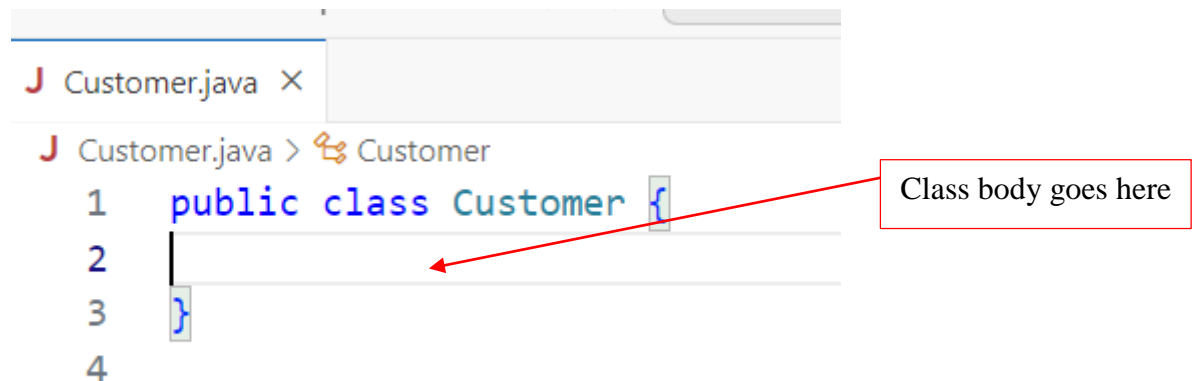 J Customer.java ×
J Customer.java > Customer
1 public class Customer {
2
3 }
4
Class body goes here